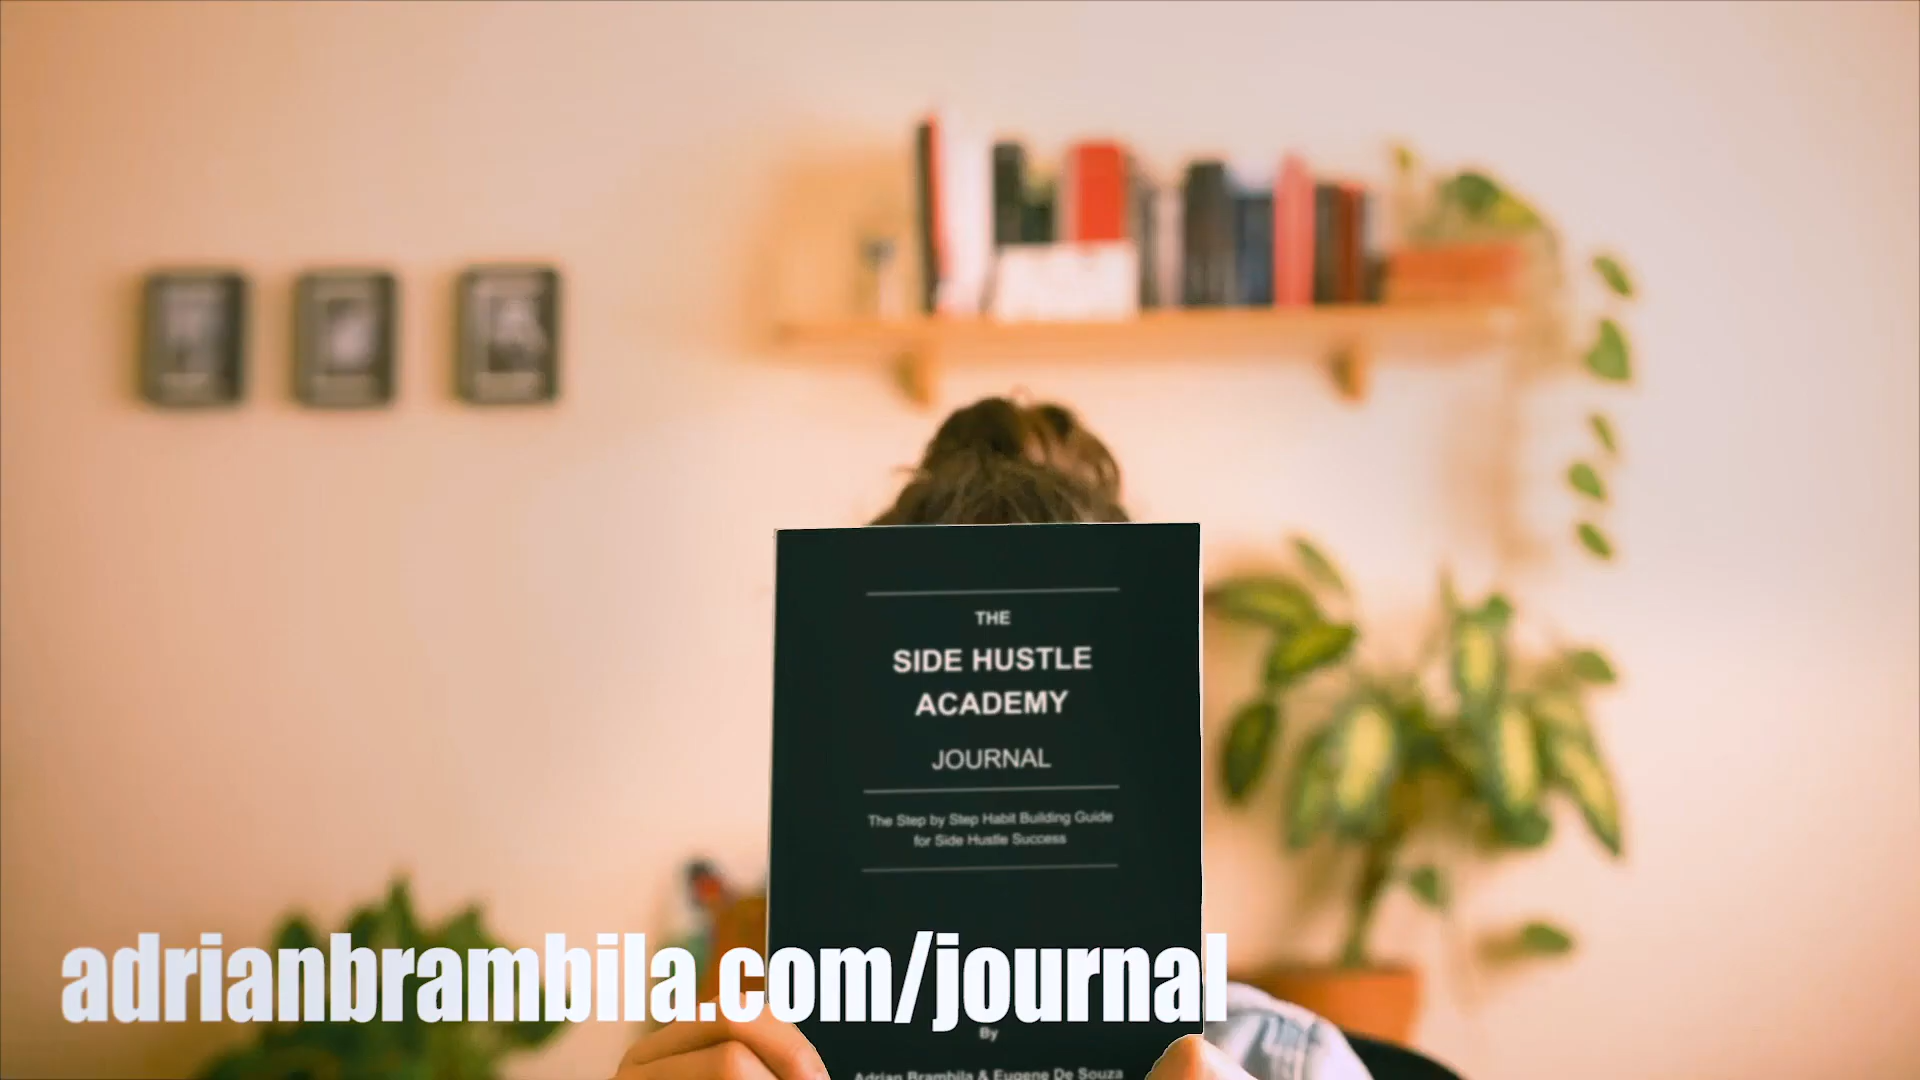 THE
SIDE HUSTLE
ACADEMY
JOURNAL
The Step by Step Habit Building Guide
for Side Hustle Success
adrianbrambila.com/journal
By
Adrian Brambila & Eugene De Souza